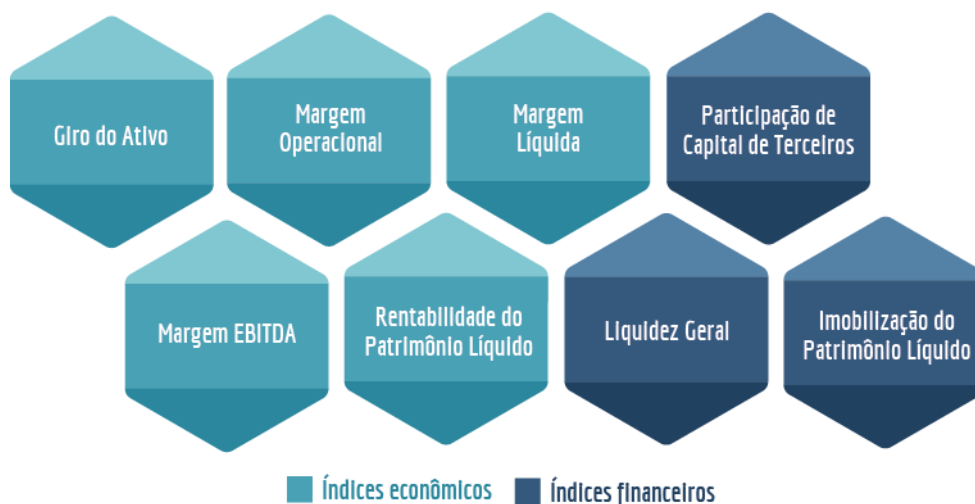 Giro do Ativo
Margem
Operacional
Margem
Líquida
Participação de
Capital de Terceiros
Margem EBITDA
Rentabilidade do
Patrimônio Líquido
Liquidez Geral
Imobilização do
Patrimônio Líquido
Índices econômicos
Índices financeiros